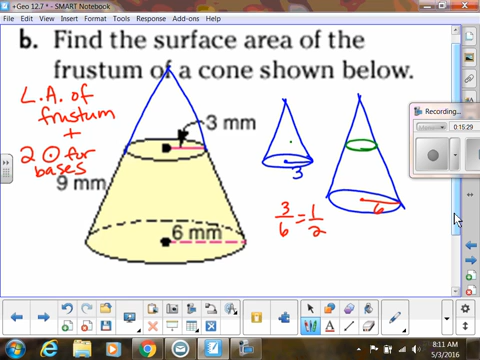 +Geo 12.7 * - SMART Notebook
File Edit View Insert Format Tools Add-ons Response Help
b. Find the surface area of the
frustum of a cone shown below.
L.A. of
frustum
+
2 ⊙ for
bases
3 mm
9 mm
6 mm
3
6
3/6 = 1/2
Recording...
00:15:29
8:11 AM
5/3/2016